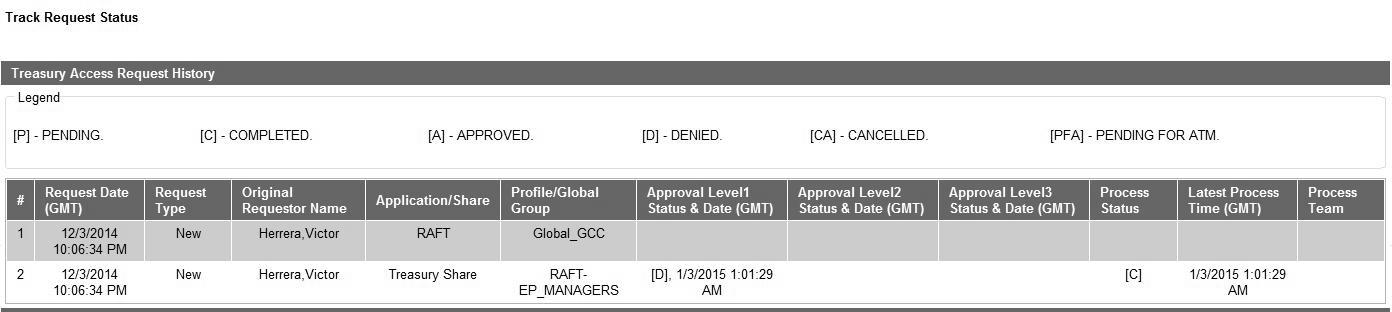 Track Request Status
Treasury Access Request History
Legend
[P] - PENDING. [C] - COMPLETED. [A] - APPROVED. [D] - DENIED. [CA] - CANCELLED. [PFA] - PENDING FOR ATM.
# Request Date (GMT) Request Type Original Requestor Name Application/Share Profile/Global Group Approval Level1 Status & Date (GMT) Approval Level2 Status & Date (GMT) Approval Level3 Status & Date (GMT) Process Status Latest Process Time (GMT) Process Team
1 12/3/2014 10:06:34 PM New Herrera,Victor RAFT Global_GCC
2 12/3/2014 10:06:34 PM New Herrera,Victor Treasury Share RAFT-EP_MANAGERS [D], 1/3/2015 1:01:29 AM [C] 1/3/2015 1:01:29 AM